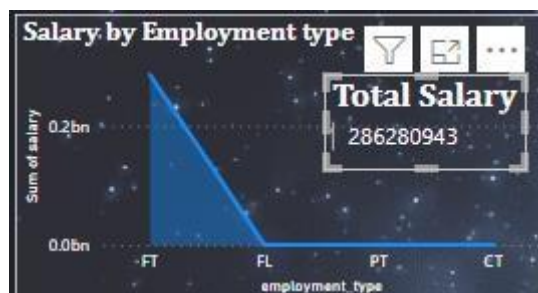 Salary by Employment type
Total Salary
286280943
Sum of salary
0.2bn
0.0bn
FT FL PT CT
employment_type